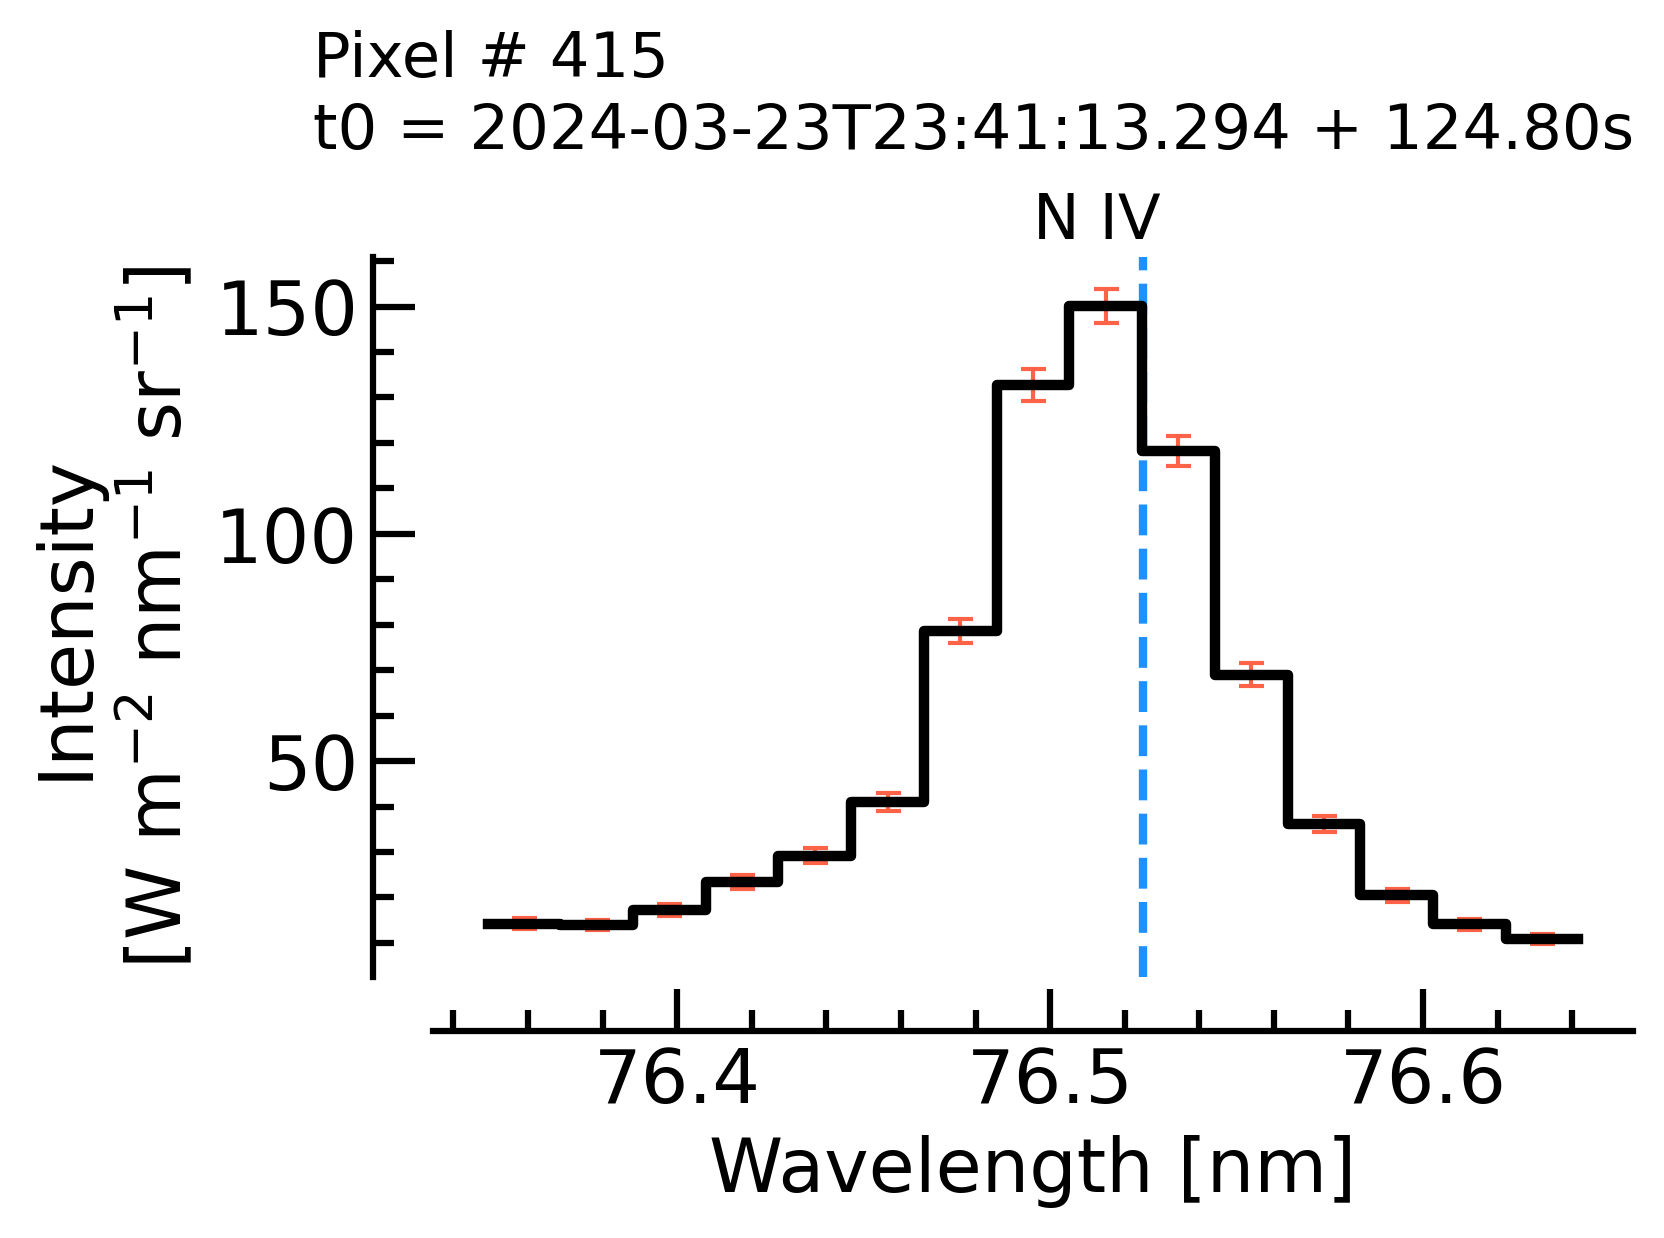 Pixel # 415
t0 = 2024-03-23T23:41:13.294 + 124.80s
N IV
Intensity
[W m⁻² nm⁻¹ sr⁻¹]
150
100
50
76.4 76.5 76.6
Wavelength [nm]